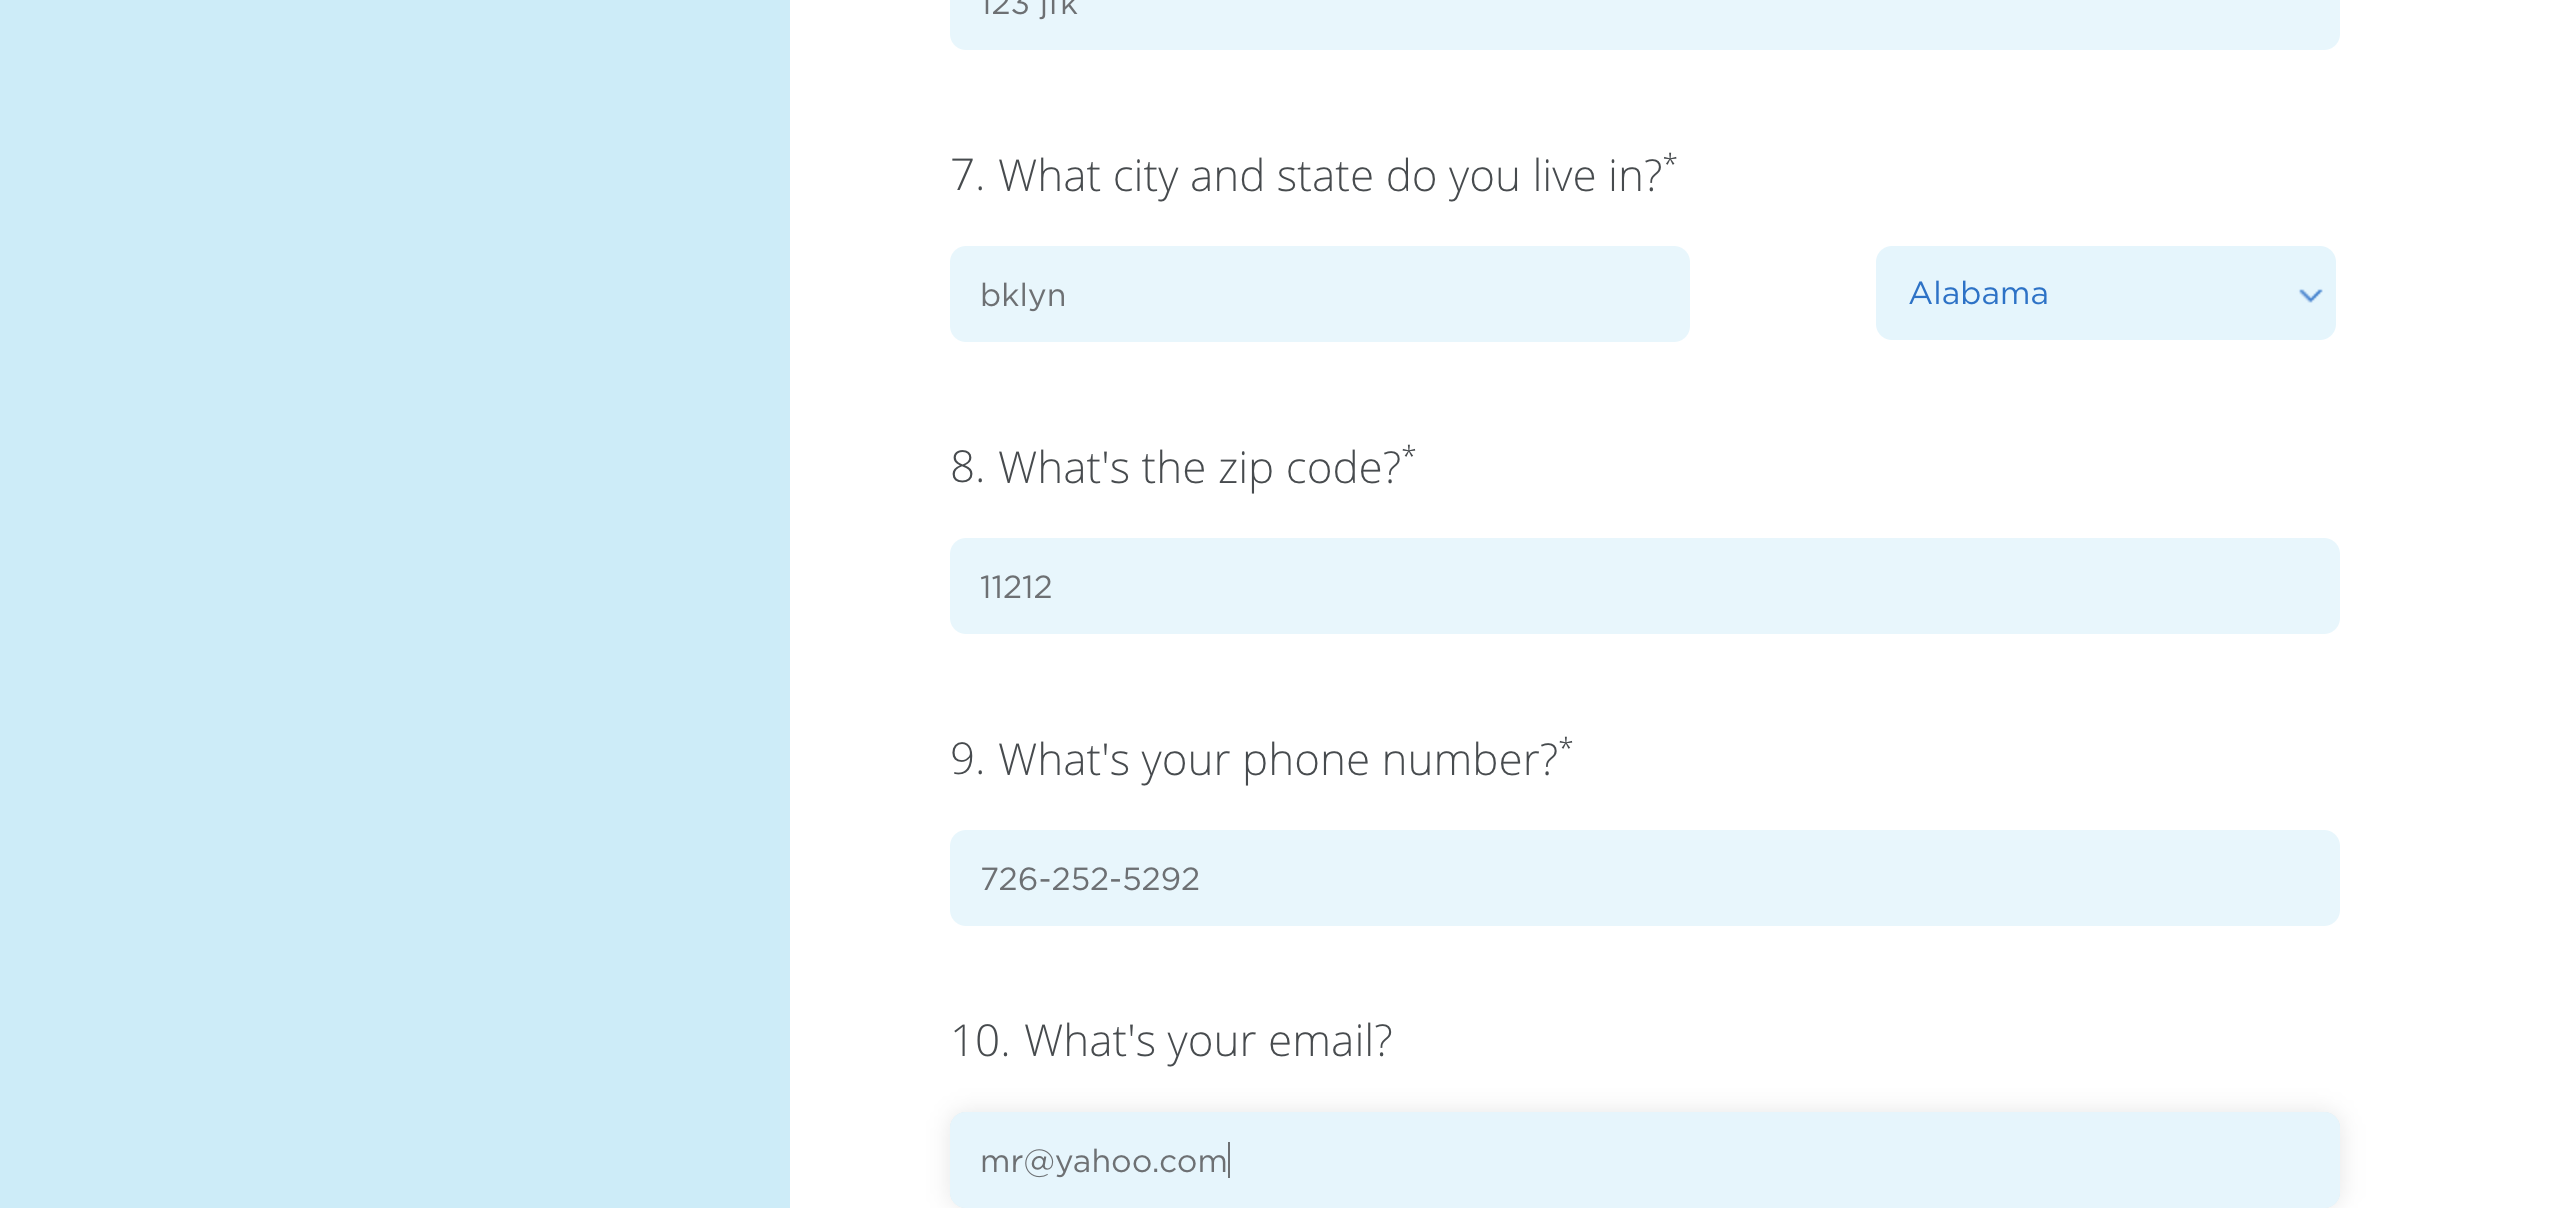 123 jfk
7. What city and state do you live in?*
bklyn
Alabama
8. What's the zip code?*
11212
9. What's your phone number?*
726-252-5292
10. What's your email?
mr@yahoo.com